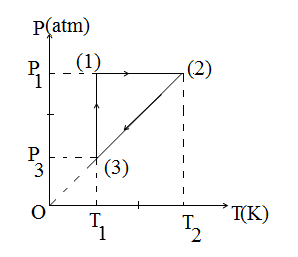 P(atm)
P1 (1) (2)
P3 (3)
O T1 T2 T(K)